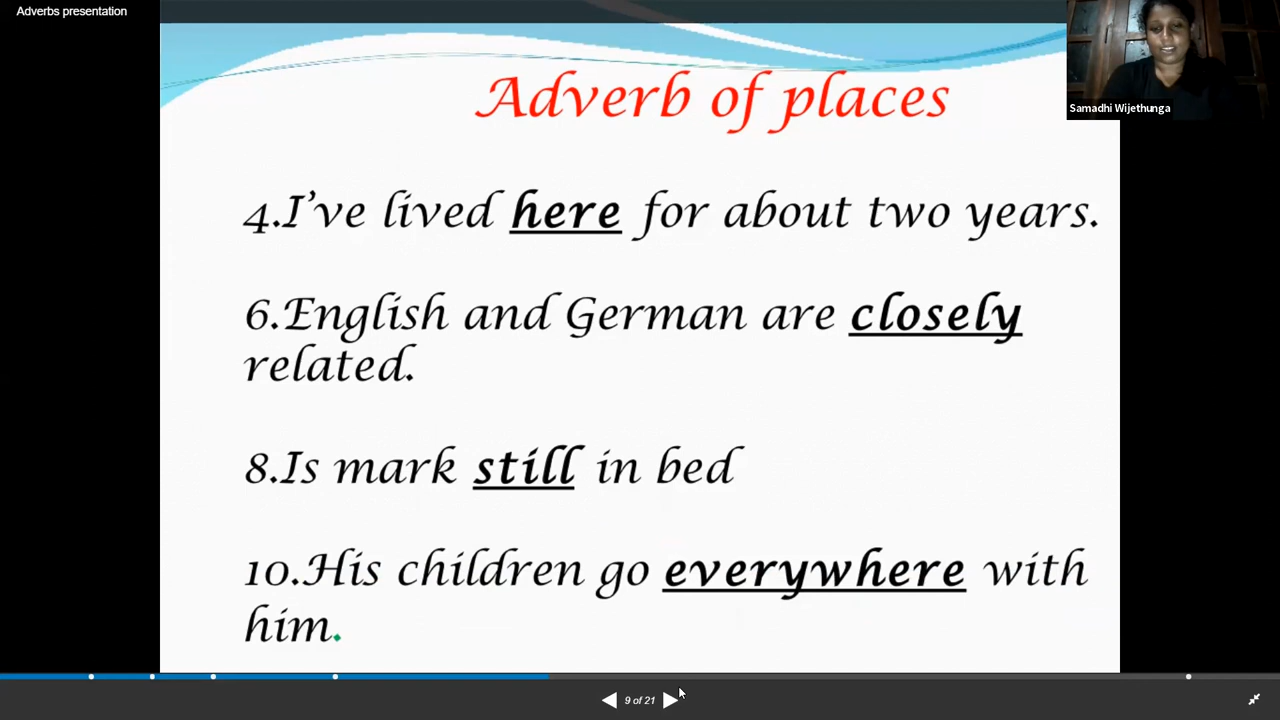 Adverbs presentation
Adverb of places
Samadhi Wijethunga
4.I've lived here for about two years.
6.English and German are closely
related.
8.Is mark still in bed
10.His children go everywhere with
him.
9 of 21